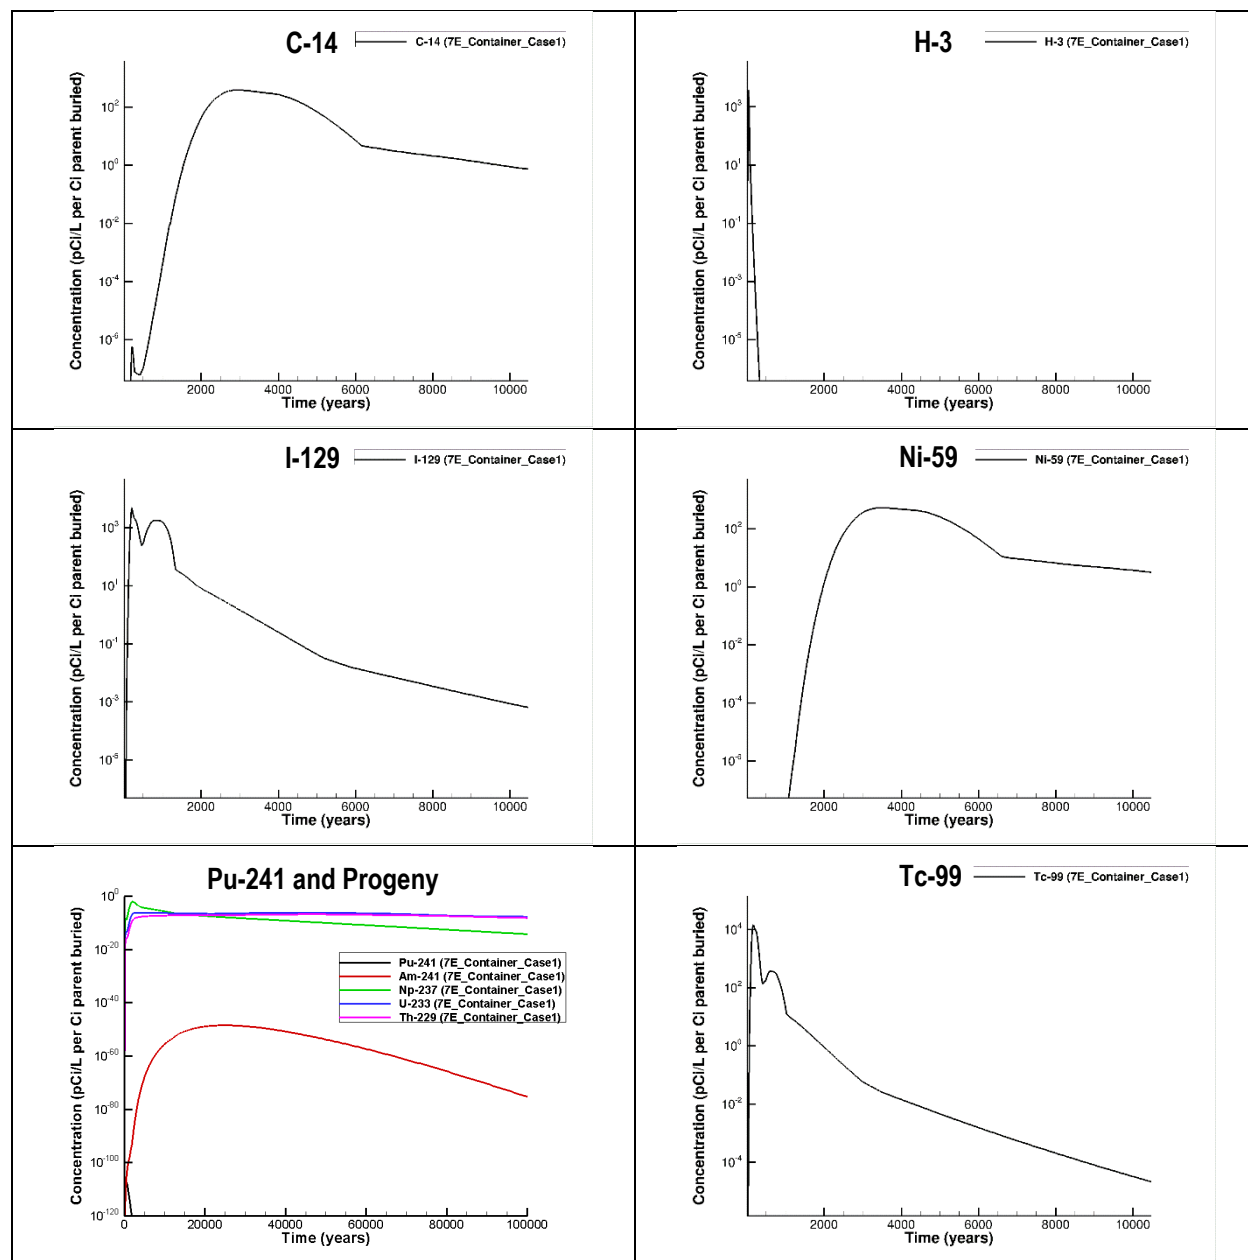 C-14
C-14 (7E_Container_Case1)
Concentration (pCi/L per Ci parent buried)
10^2
10^0
10^-2
10^-4
10^-6
2000 4000 6000 8000 10000
Time (years)
H-3
H-3 (7E_Container_Case1)
Concentration (pCi/L per Ci parent buried)
10^3
10^1
10^-1
10^-3
10^-5
2000 4000 6000 8000 10000
Time (years)
I-129
I-129 (7E_Container_Case1)
Concentration (pCi/L per Ci parent buried)
10^3
10^1
10^-1
10^-3
10^-5
2000 4000 6000 8000 10000
Time (years)
Ni-59
Ni-59 (7E_Container_Case1)
Concentration (pCi/L per Ci parent buried)
10^2
10^0
10^-2
10^-4
10^-6
2000 4000 6000 8000 10000
Time (years)
Pu-241 and Progeny
Concentration (pCi/L per Ci parent buried)
10^0
10^-20
10^-40
10^-60
10^-80
10^-100
10^-120
Pu-241 (7E_Container_Case1)
Am-241 (7E_Container_Case1)
Np-237 (7E_Container_Case1)
U-233 (7E_Container_Case1)
Th-229 (7E_Container_Case1)
0 20000 40000 60000 80000 100000
Time (years)
Tc-99
Tc-99 (7E_Container_Case1)
Concentration (pCi/L per Ci parent buried)
10^4
10^2
10^0
10^-2
10^-4
2000 4000 6000 8000 10000
Time (years)